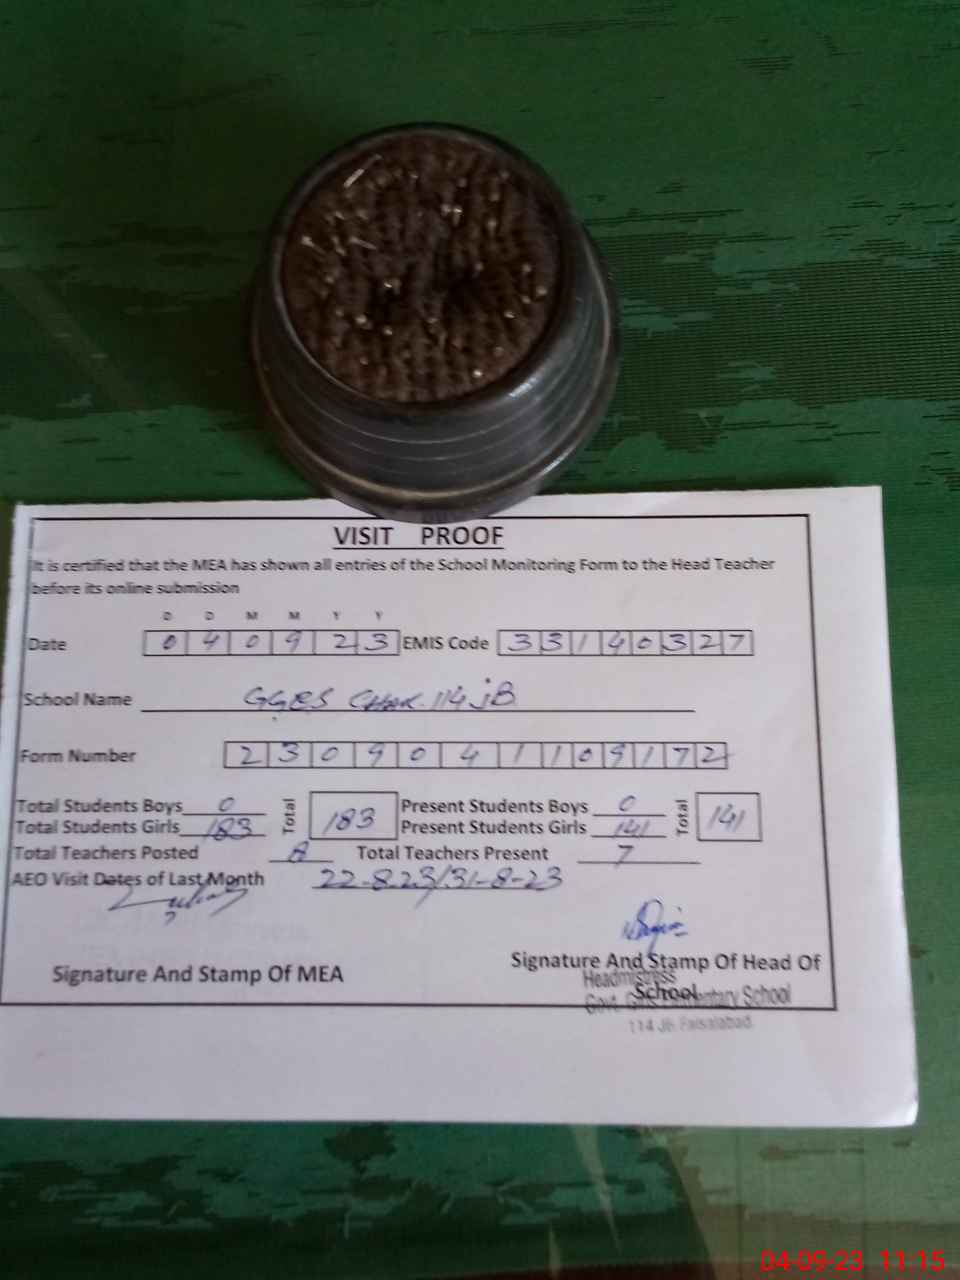 VISIT PROOF
It is certified that the MEA has shown all entries of the School Monitoring Form to the Head Teacher
before its online submission
D D M M Y Y
Date 0 4 0 9 2 3 EMIS Code 3 3 1 4 0 3 2 7
School Name GGES CHAK. 114 JB
Form Number 2 3 0 9 0 4 1 1 0 9 1 7 2
Total Students Boys 0 Total 183 Present Students Boys 0 Total 141
Total Students Girls 183 Present Students Girls 141
Total Teachers Posted 8 Total Teachers Present 7
AEO Visit Dates of Last Month 22-8-23/31-8-23
Signature And Stamp Of MEA
Signature And Stamp Of Head Of
School
Headmistress
Govt. Girls Elementary School
114 JB, Faisalabad.
04-09-23 11:15